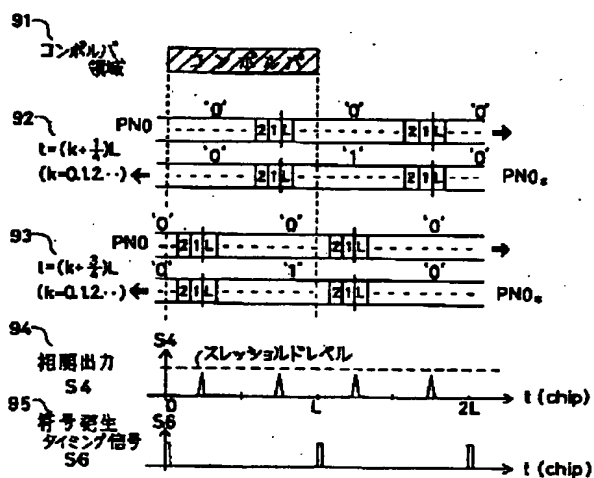 91
コンボルバ
領域
コンボルバ
92
PN0
'0' '0' '0'
2 1 L 2 1 L
t=(k+1/4)L
(k=0.1.2‥)
'0' '1' '0'
2 1 L 2 1 L
PN0*
93
'0' '0' '0'
PN0
2 1 L 2 1 L
t=(k+3/4)L
(k=0.1.2‥)
'0' '1' '0'
2 1 L 2 1 L
PN0*
94
S4
スレッショルドレベル
相関出力
S4
0 L 2L t(chip)
95
符号発生
タイミング信号
S6
S6
t(chip)